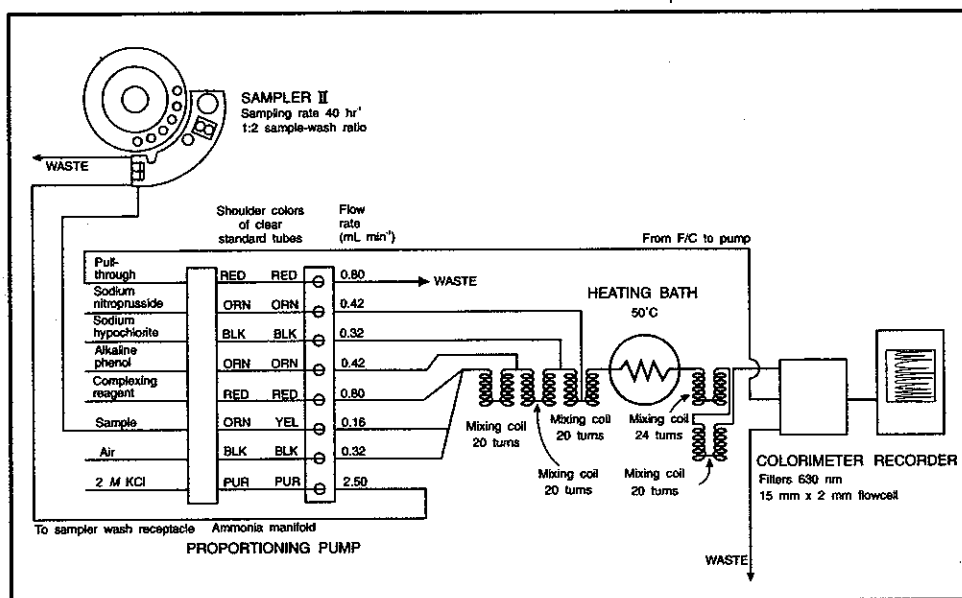 SAMPLER II
Sampling rate 40 hr⁻¹
1:2 sample-wash ratio
WASTE
Shoulder colors
of clear
standard tubes
Flow
rate
(mL min⁻¹)
From F/C to pump
Pull-
through
RED RED 0.80
WASTE
Sodium
nitroprusside
ORN ORN 0.42
Sodium
hypochlorite
BLK BLK 0.32
Alkaline
phenol
ORN ORN 0.42
Complexing
reagent
RED RED 0.80
Sample
ORN YEL 0.16
Air
BLK BLK 0.32
2 M KCl
PUR PUR 2.50
To sampler wash receptacle
Ammonia manifold
PROPORTIONING PUMP
HEATING BATH
50°C
Mixing coil
20 turns
Mixing coil
20 turns
Mixing coil
20 turns
Mixing coil
24 turns
Mixing coil
20 turns
COLORIMETER RECORDER
Filters 630 nm
15 mm x 2 mm flowcell
WASTE